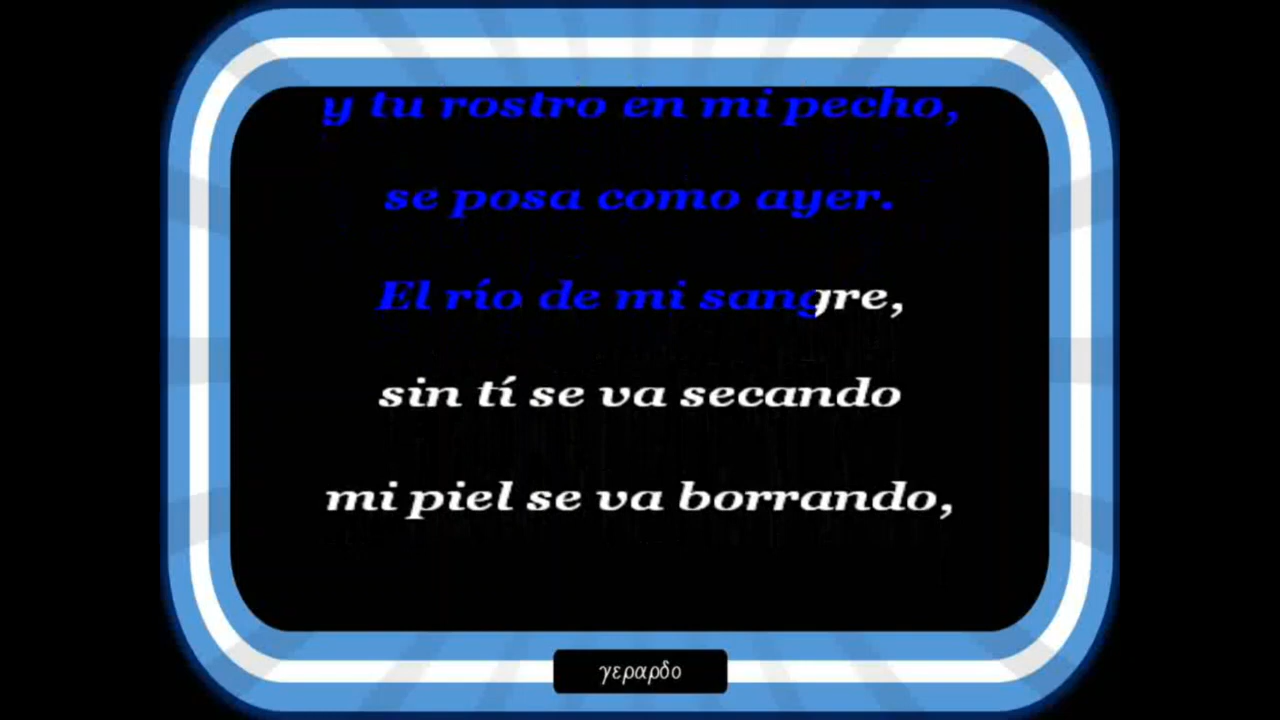 y tu rostro en mi pecho,
se posa como ayer.
El río de mi sangre,
sin tí se va secando
mi piel se va borrando,
γεραρδο